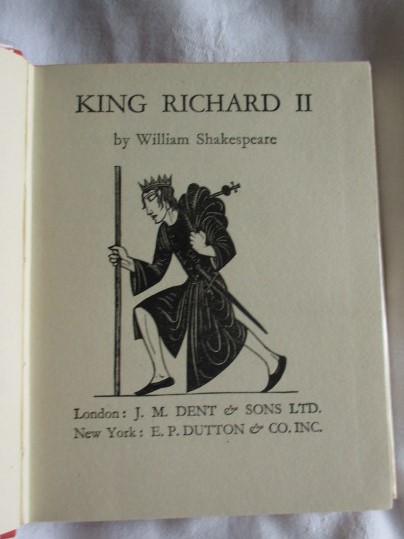 KING RICHARD II
by William Shakespeare
London: J. M. DENT & SONS LTD.
New York: E. P. DUTTON & CO. INC.